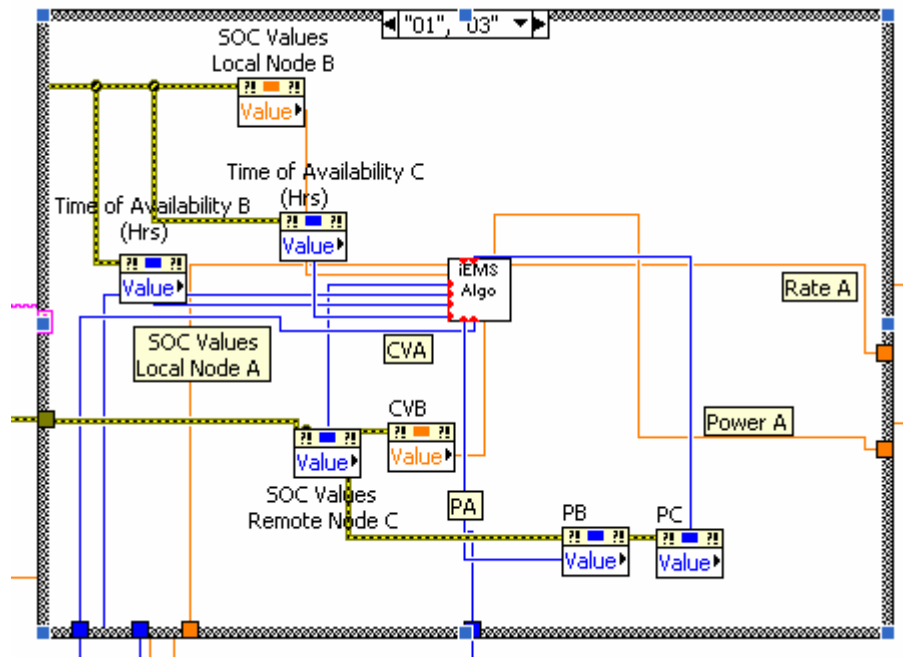 "01", "03"
SOC Values
Local Node B
Value
Time of Availability C
(Hrs)
Value
Time of Availability B
(Hrs)
Value
iEMS
Algo
Rate A
SOC Values
Local Node A
CVA
CVB
Value
Value
SOC Values
Remote Node C
Power A
PA
PB
Value
PC
Value